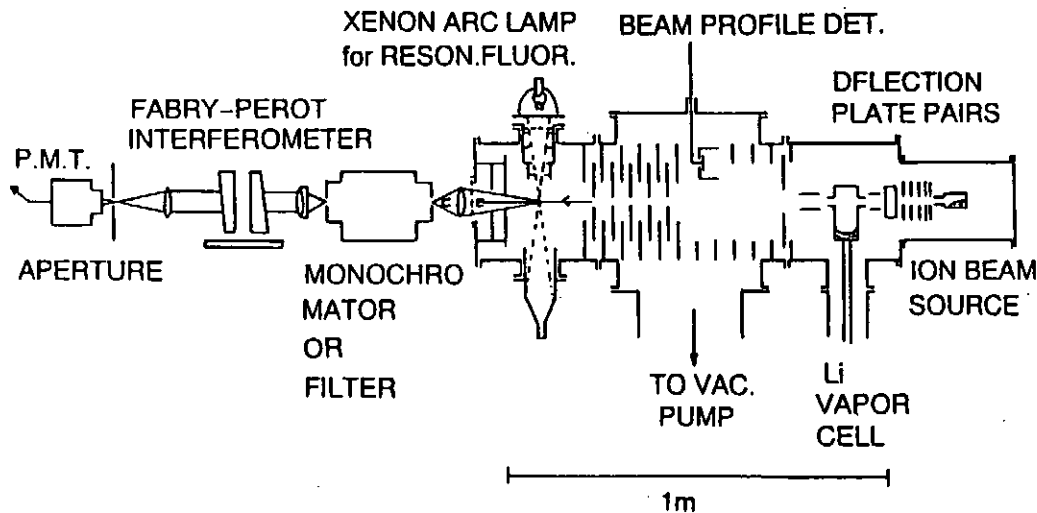 XENON ARC LAMP
for RESON.FLUOR.
BEAM PROFILE DET.
DFLECTION
PLATE PAIRS
FABRY-PEROT
INTERFEROMETER
P.M.T.
APERTURE
MONOCHRO
MATOR
OR
FILTER
ION BEAM
SOURCE
TO VAC.
PUMP
Li
VAPOR
CELL
1m